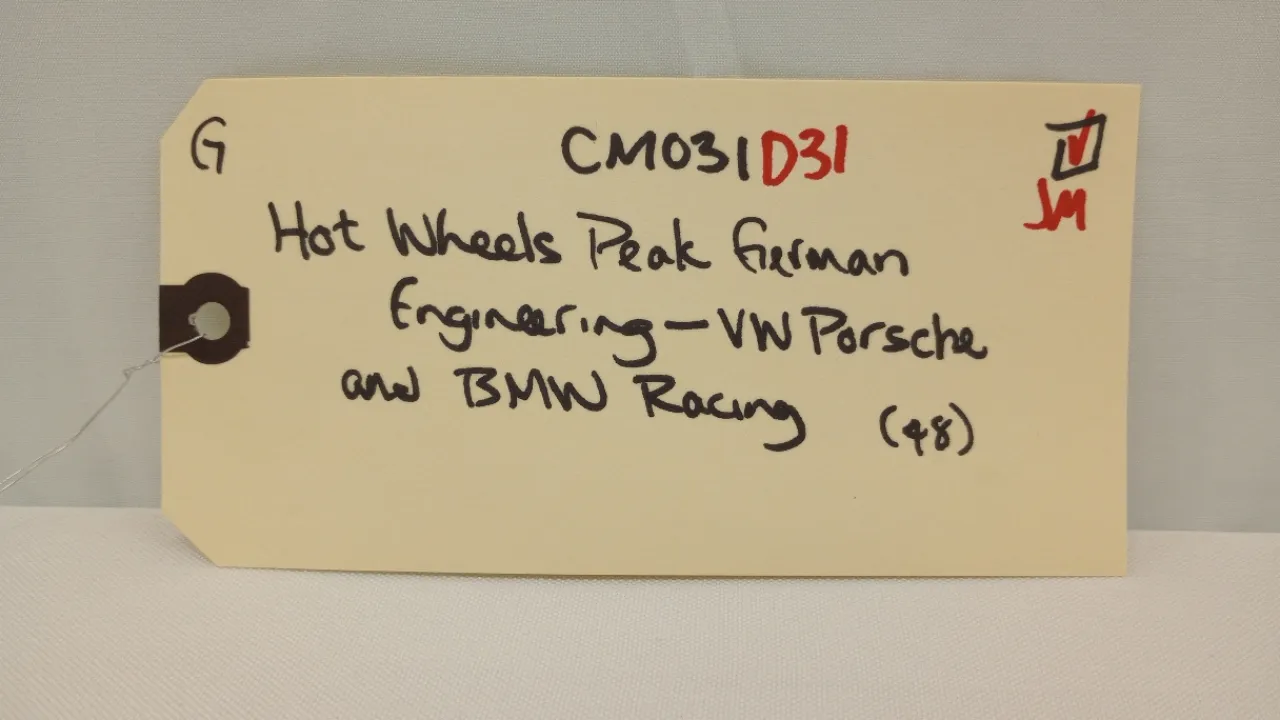 G
CM031D31
JM
Hot Wheels Peak German
Engineering - VW Porsche
and BMW Racing (48)